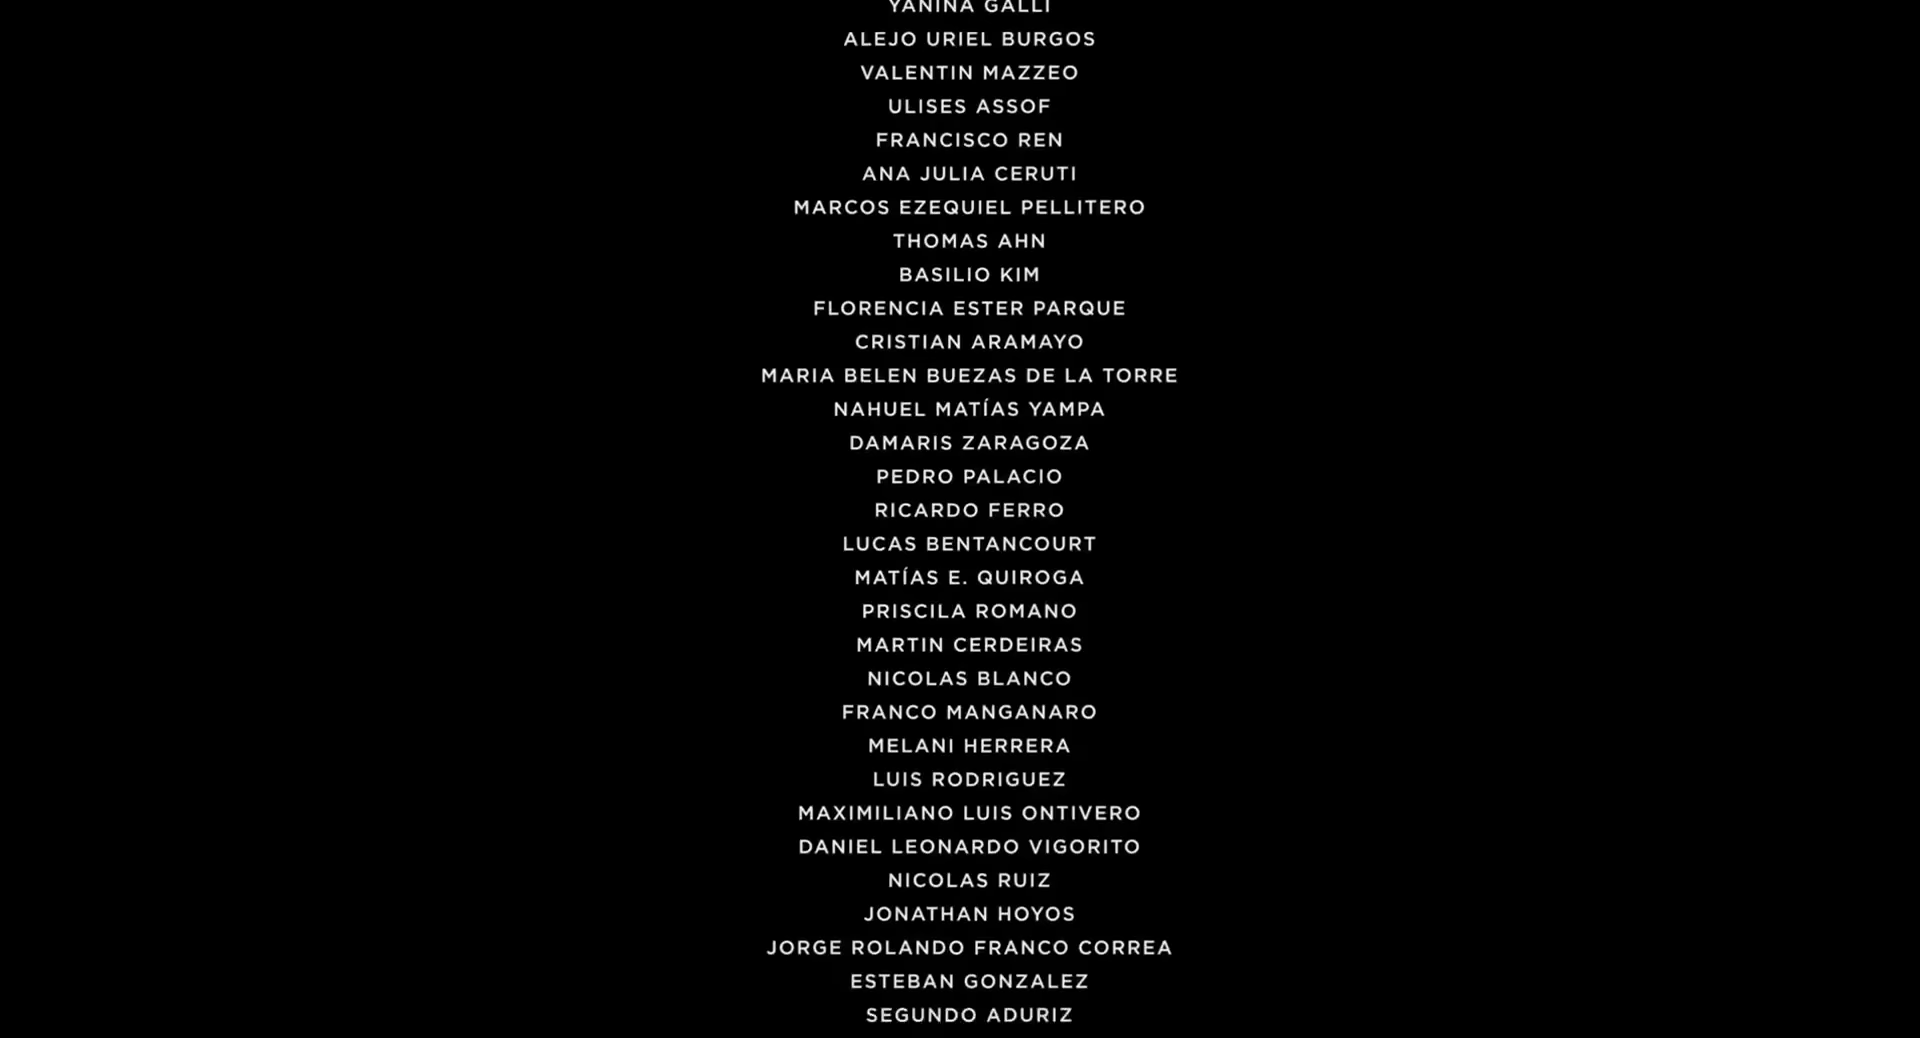 YANINA GALLI
ALEJO URIEL BURGOS
VALENTIN MAZZEO
ULISES ASSOF
FRANCISCO REN
ANA JULIA CERUTI
MARCOS EZEQUIEL PELLITERO
THOMAS AHN
BASILIO KIM
FLORENCIA ESTER PARQUE
CRISTIAN ARAMAYO
MARIA BELEN BUEZAS DE LA TORRE
NAHUEL MATÍAS YAMPA
DAMARIS ZARAGOZA
PEDRO PALACIO
RICARDO FERRO
LUCAS BENTANCOURT
MATÍAS E. QUIROGA
PRISCILA ROMANO
MARTIN CERDEIRAS
NICOLAS BLANCO
FRANCO MANGANARO
MELANI HERRERA
LUIS RODRIGUEZ
MAXIMILIANO LUIS ONTIVERO
DANIEL LEONARDO VIGORITO
NICOLAS RUIZ
JONATHAN HOYOS
JORGE ROLANDO FRANCO CORREA
ESTEBAN GONZALEZ
SEGUNDO ADURIZ